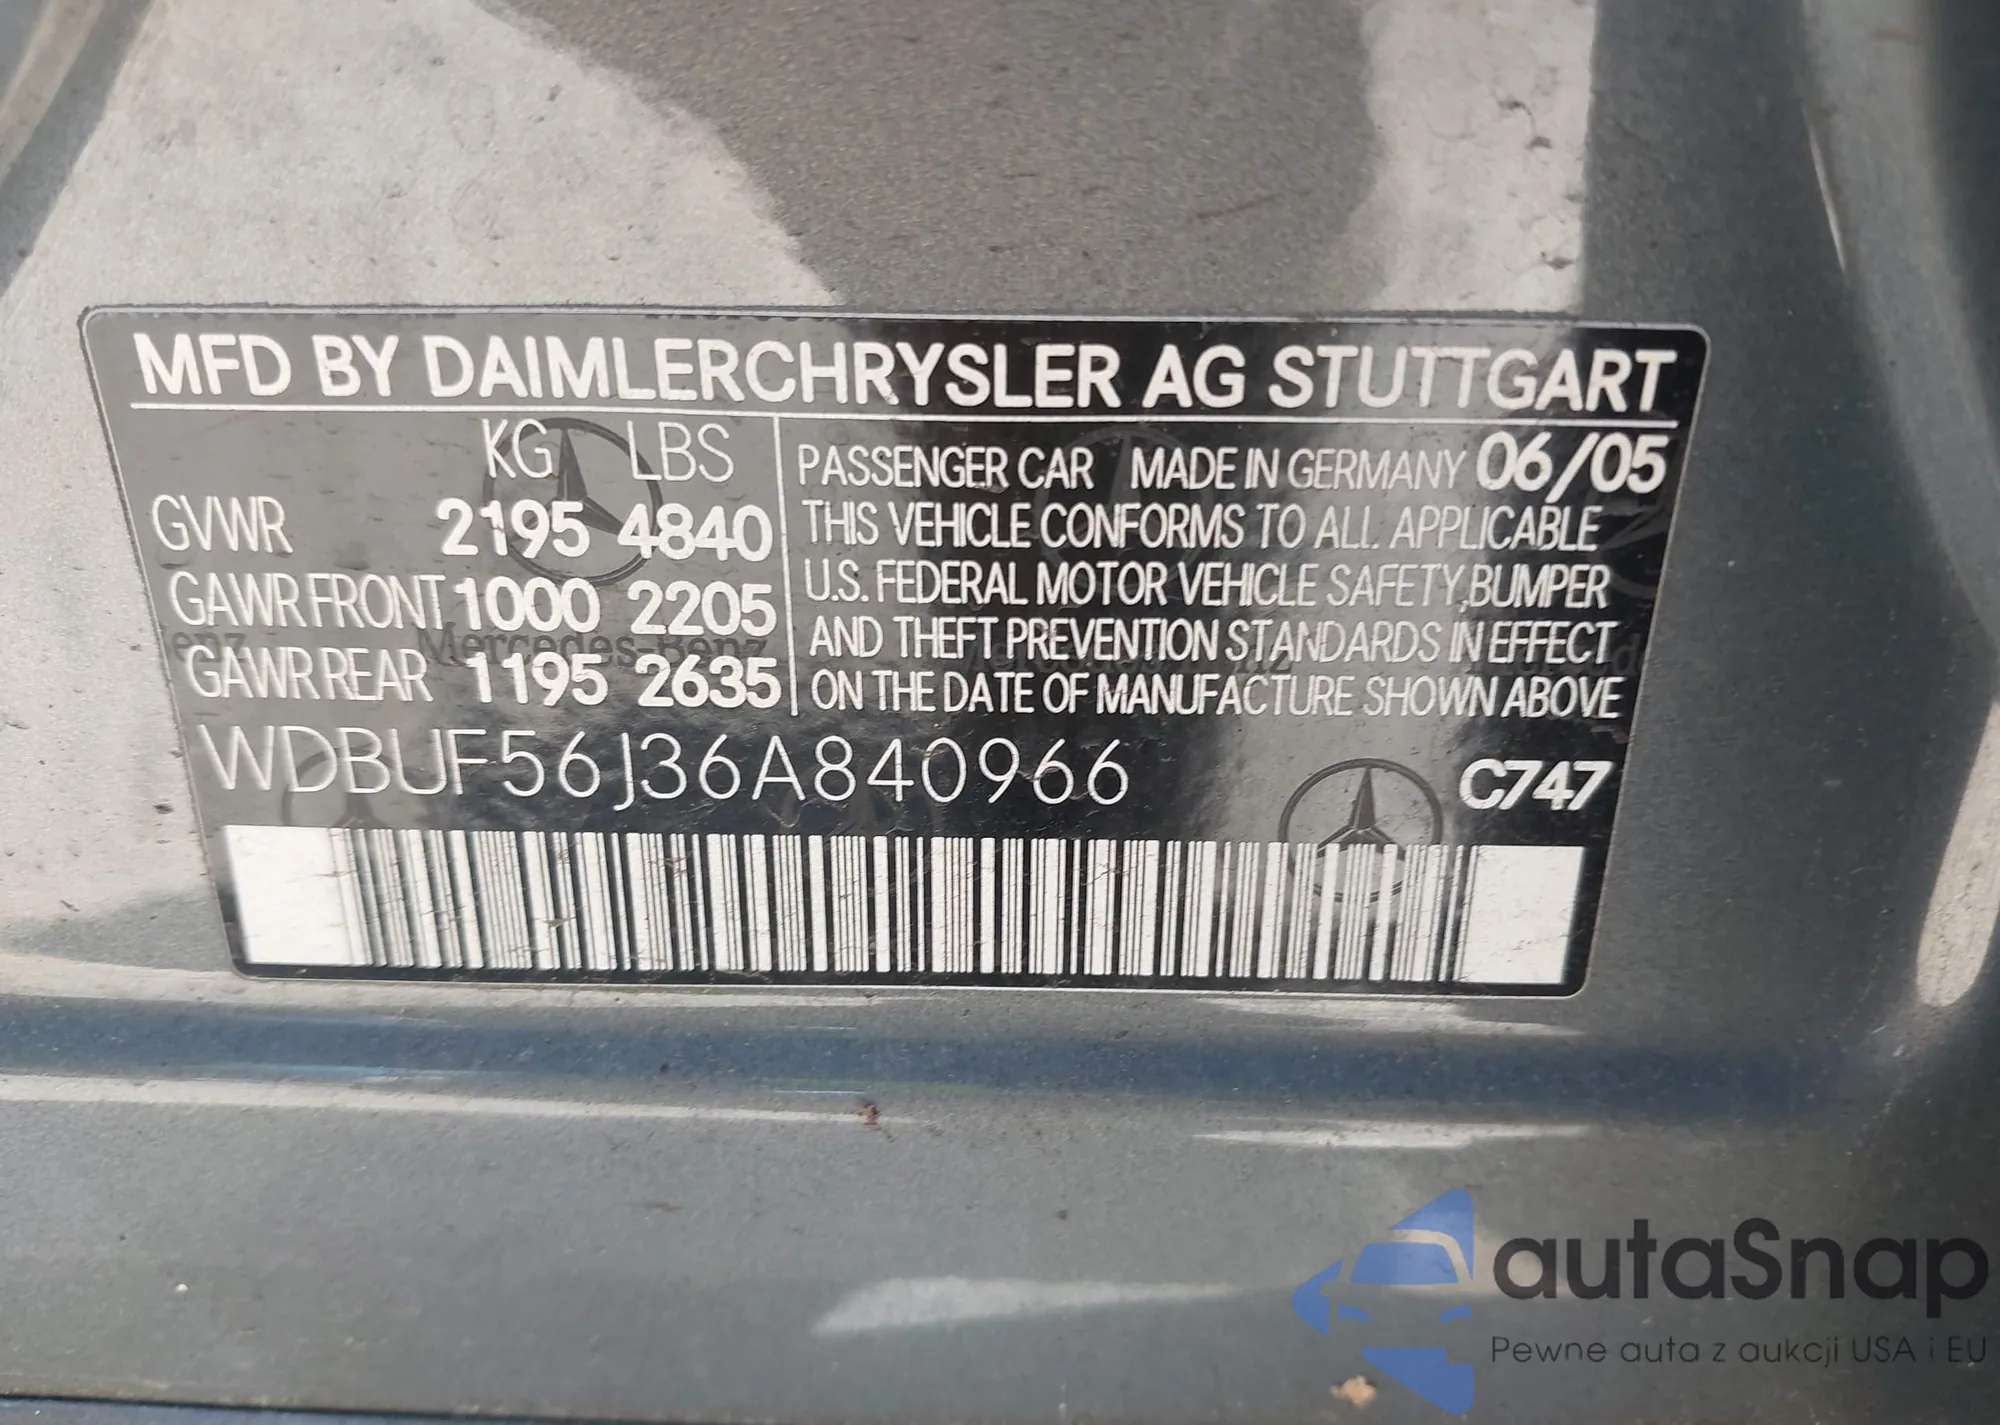 MFD BY DAIMLERCHRYSLER AG STUTTGART
KG LBS
GVWR 2195 4840
GAWR FRONT 1000 2205
GAWR REAR 1195 2635
PASSENGER CAR MADE IN GERMANY 06/05
THIS VEHICLE CONFORMS TO ALL APPLICABLE
U.S. FEDERAL MOTOR VEHICLE SAFETY, BUMPER
AND THEFT PREVENTION STANDARDS IN EFFECT
ON THE DATE OF MANUFACTURE SHOWN ABOVE
Mercedes-Benz
WDBUF56J36A840966
C747
autaSnap
Pewne auta z aukcji USA i EU